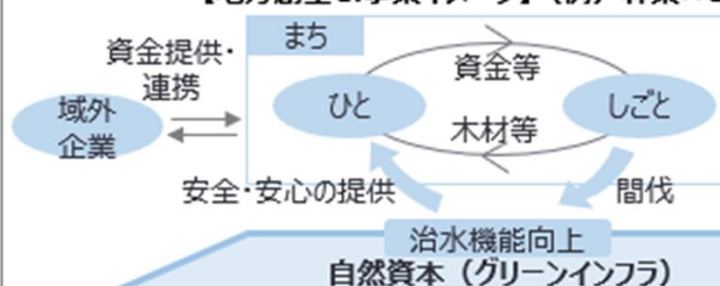 まち
資金提供・
連携
資金等
域外
企業
ひと
しごと
木材等
安全・安心の提供
間伐
治水機能向上
自然資本（グリーンインフラ）